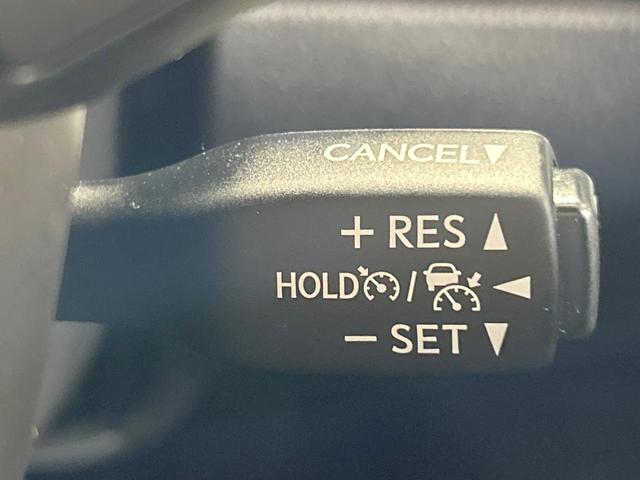 CANCEL▼
+ RES ▲
HOLD / ◀
− SET ▼